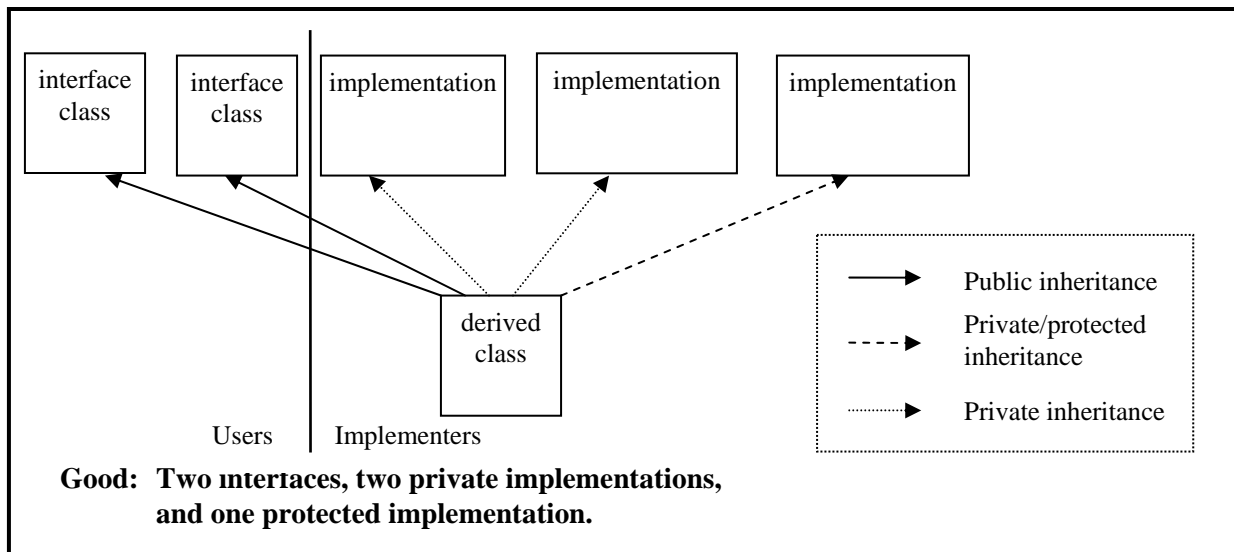 interface
class
interface
class
implementation
implementation
implementation
derived
class
Public inheritance
Private/protected
inheritance
Private inheritance
Users
Implementers
Good: Two interfaces, two private implementations,
and one protected implementation.